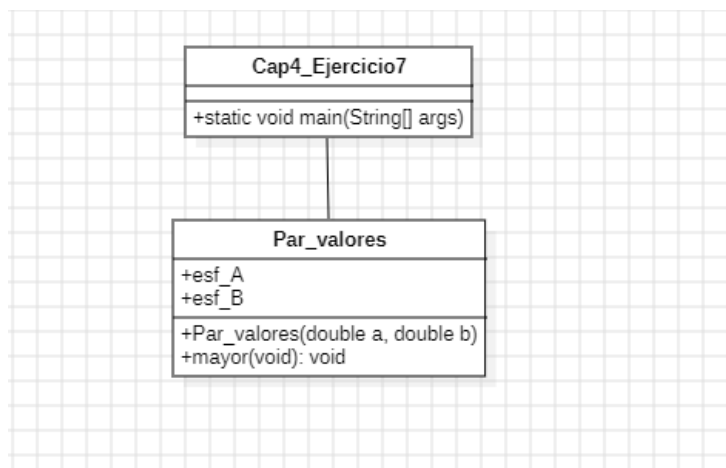 Cap4_Ejercicio7
+static void main(String[] args)
Par_valores
+esf_A
+esf_B
+Par_valores(double a, double b)
+mayor(void): void